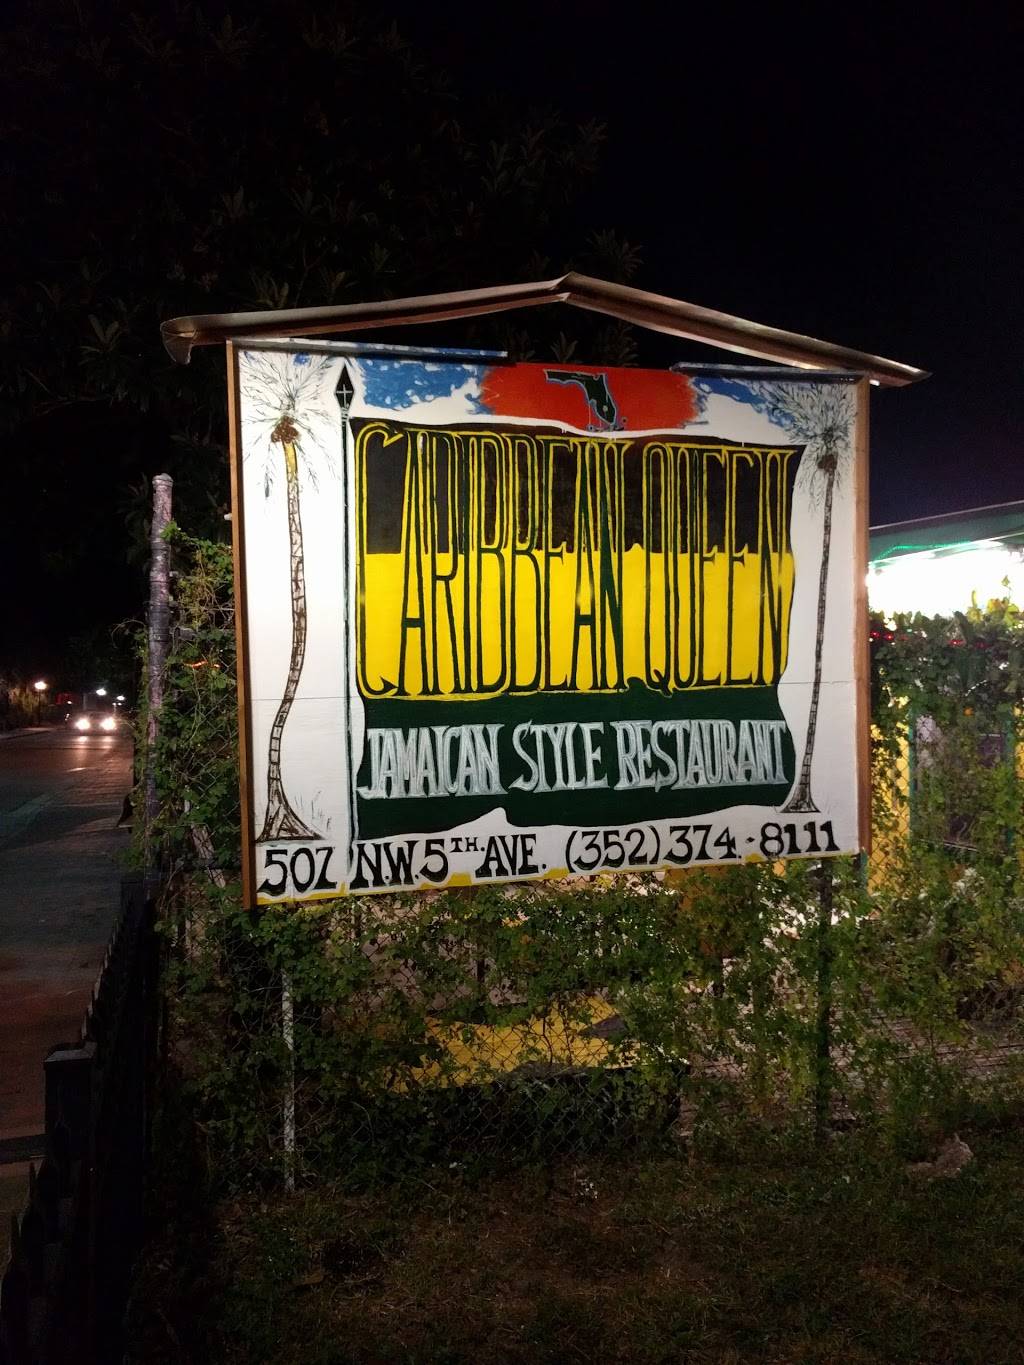 CARIBBEAN QUEEN
JAMAICAN STYLE RESTAURANT
507 N.W. 5TH. AVE. (352) 374.-8111